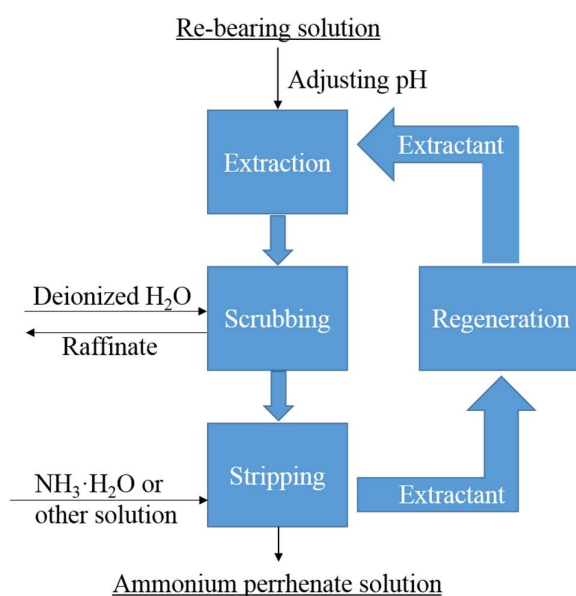 Re-bearing solution
Adjusting pH
Extractant
Extraction
Deionized H₂O
Raffinate
Scrubbing
Regeneration
NH₃·H₂O or
other solution
Stripping
Extractant
Ammonium perrhenate solution